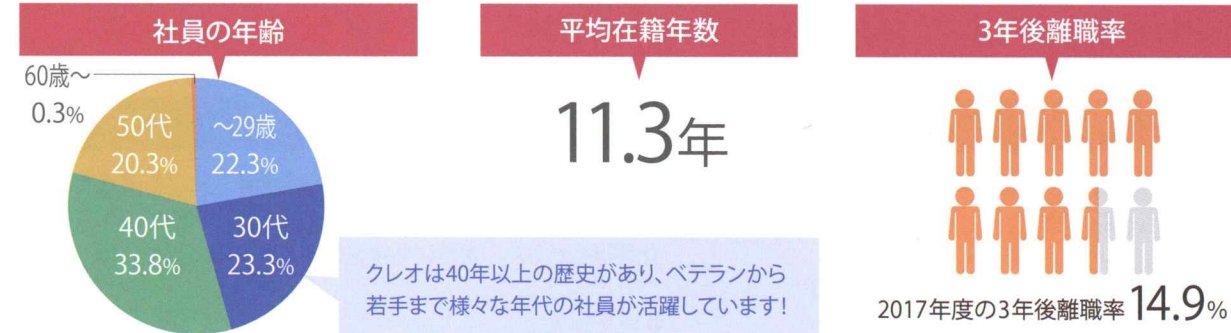 社員の年齢
60歳～
0.3%
50代
20.3%
～29歳
22.3%
40代
33.8%
30代
23.3%
平均在籍年数
11.3年
クレオは40年以上の歴史があり、ベテランから
若手まで様々な年代の社員が活躍しています!
3年後離職率
2017年度の3年後離職率 14.9%